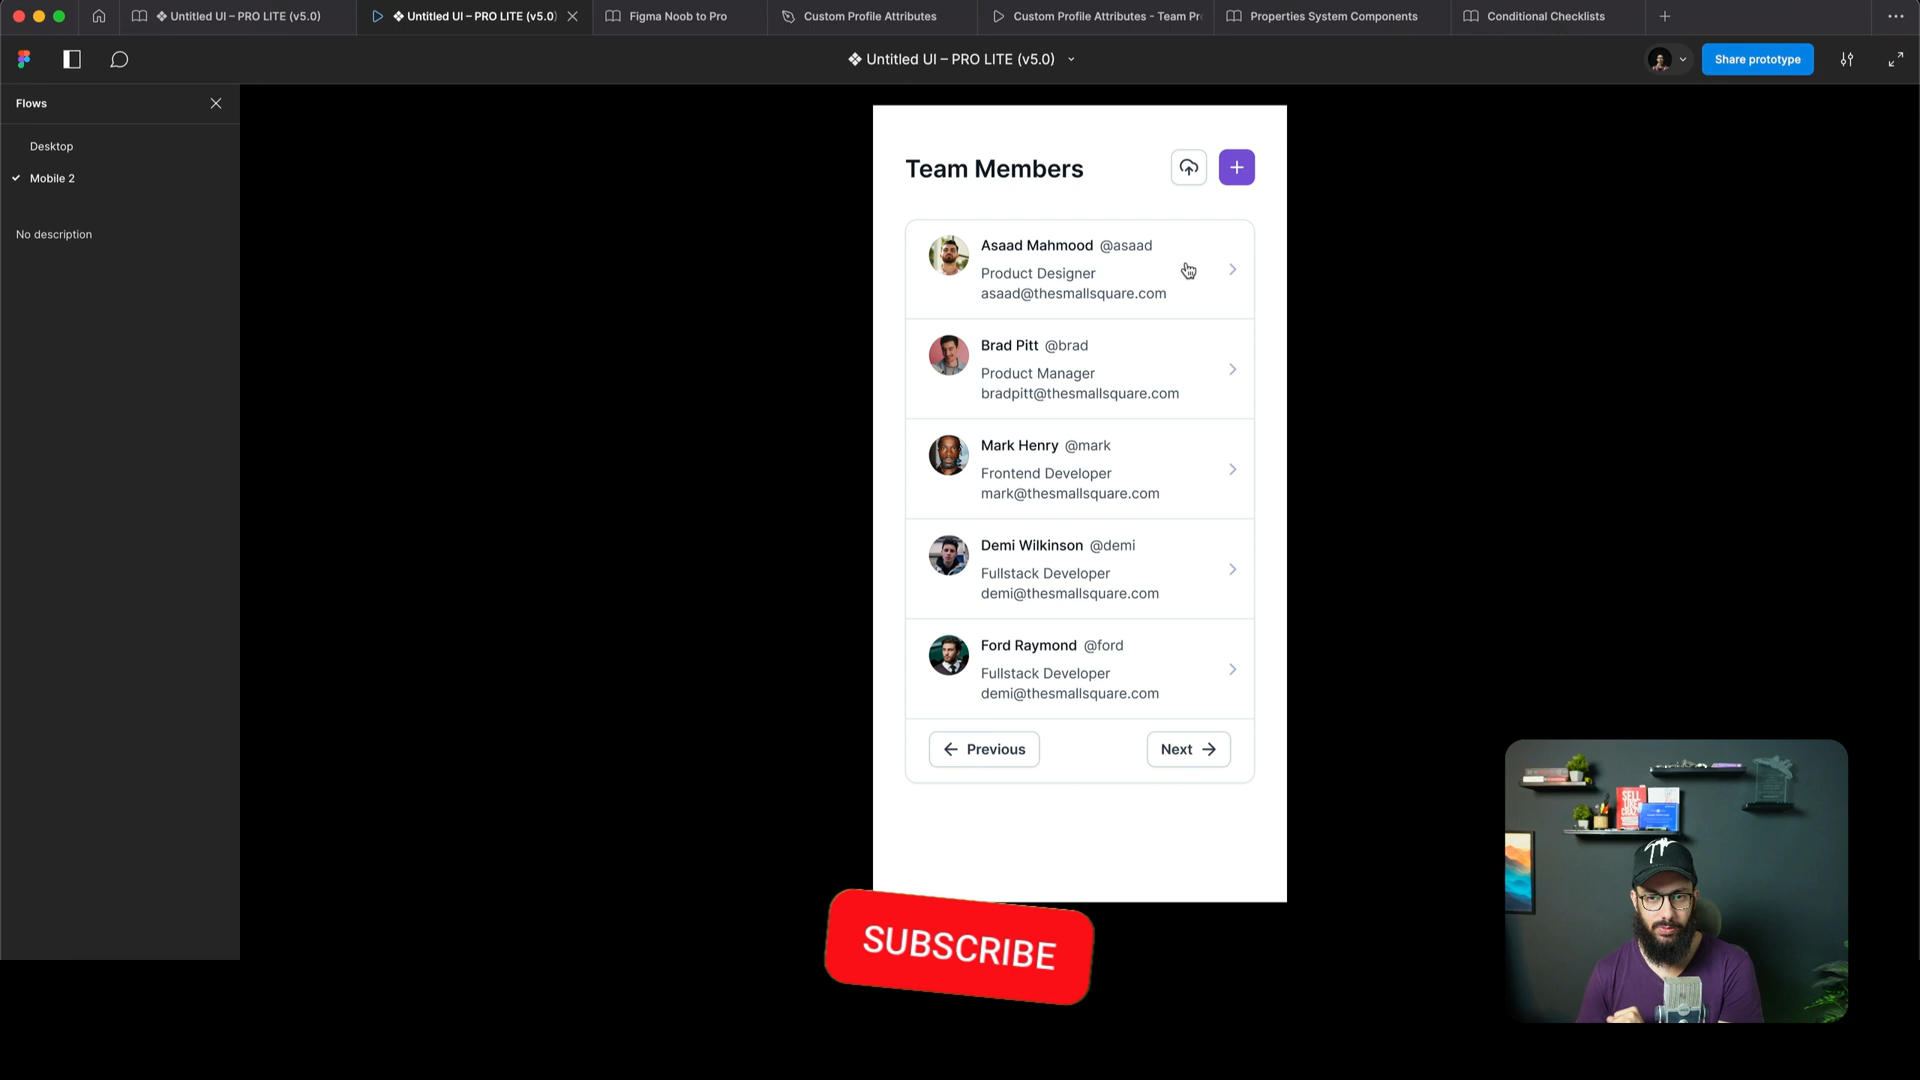 Untitled UI – PRO LITE (v5.0)
Untitled UI – PRO LITE (v5.0)
Figma Noob to Pro
Custom Profile Attributes
Custom Profile Attributes - Team Pr
Properties System Components
Conditional Checklists
Untitled UI – PRO LITE (v5.0)
Share prototype
Flows
Desktop
Mobile 2
No description
Team Members
Asaad Mahmood @asaad
Product Designer
asaad@thesmallsquare.com
Brad Pitt @brad
Product Manager
bradpitt@thesmallsquare.com
Mark Henry @mark
Frontend Developer
mark@thesmallsquare.com
Demi Wilkinson @demi
Fullstack Developer
demi@thesmallsquare.com
Ford Raymond @ford
Fullstack Developer
demi@thesmallsquare.com
Previous
Next
SUBSCRIBE
SELL
LIKE
CRAZY